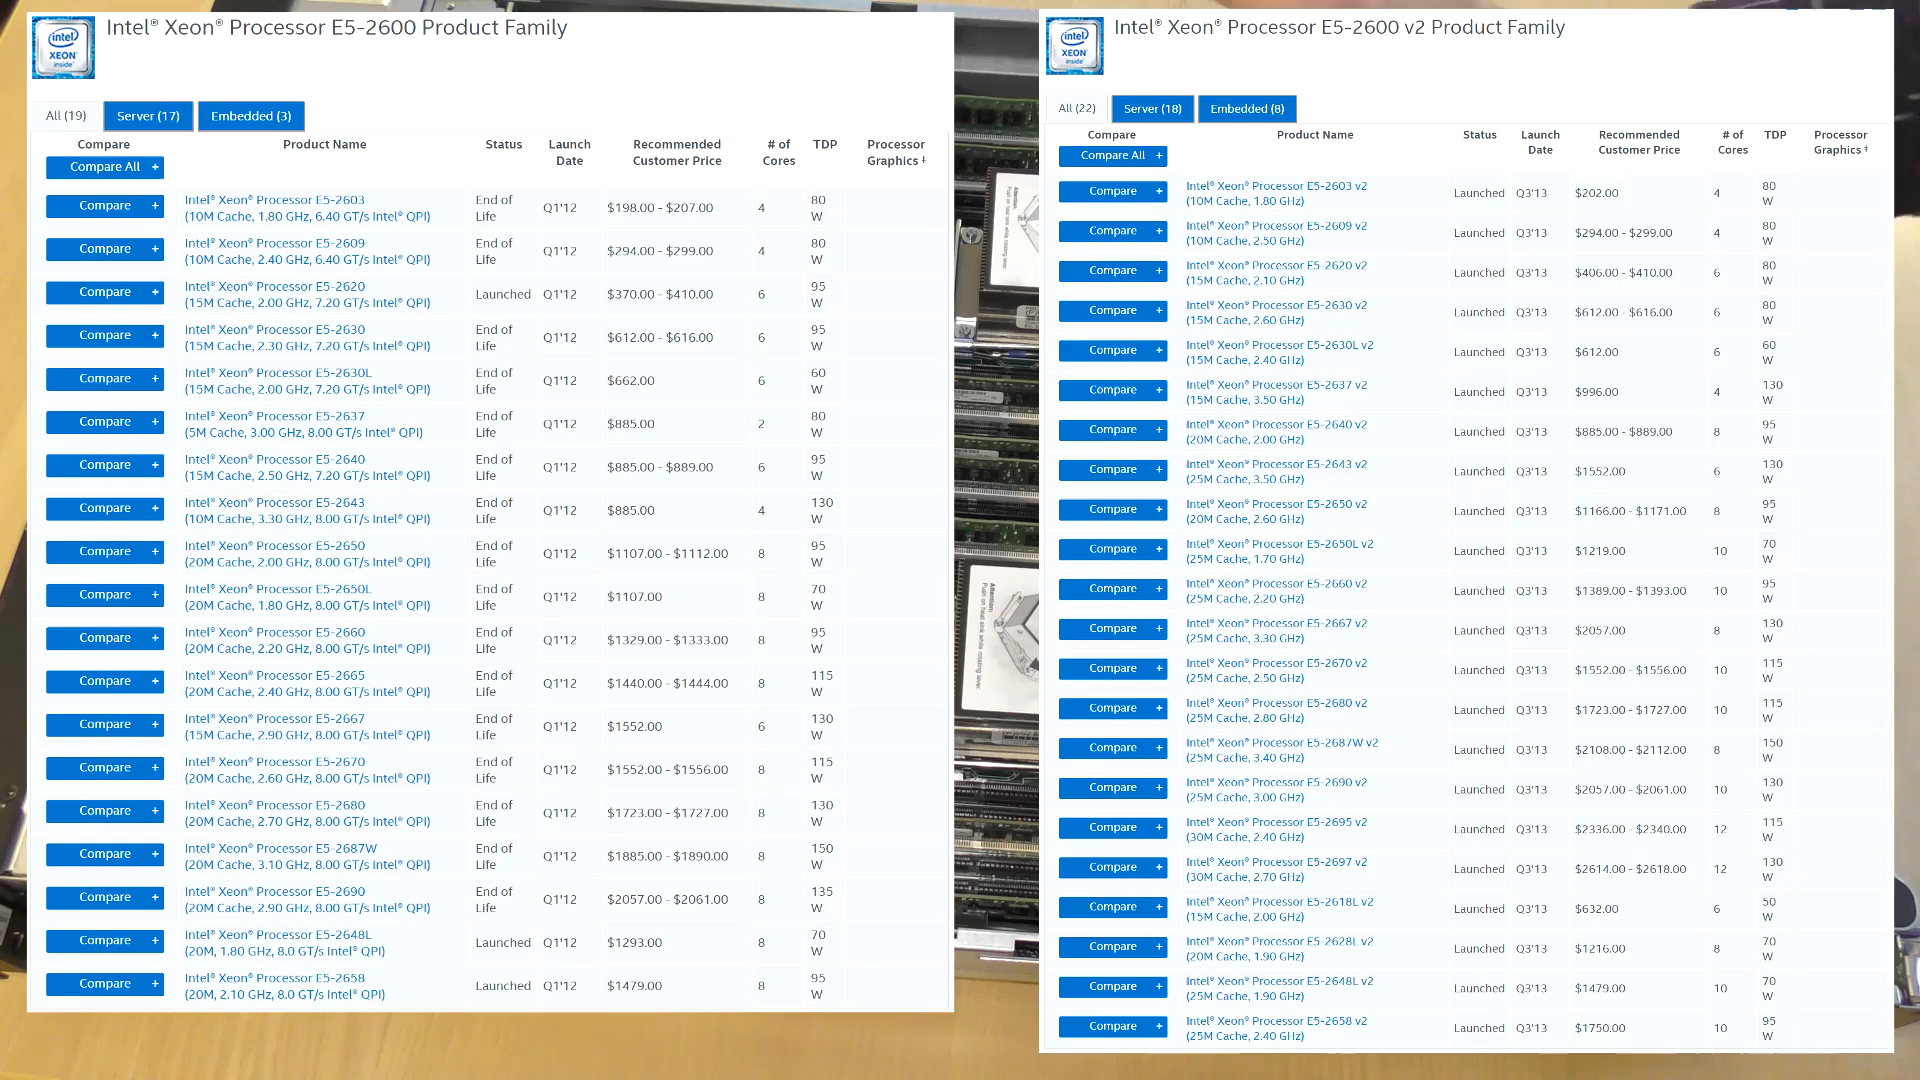 intel
XEON
inside
Intel® Xeon® Processor E5-2600 Product Family
All (19)
Server (17)
Embedded (3)
Compare
Product Name
Status
Launch Date
Recommended Customer Price
# of Cores
TDP
Processor Graphics ‡
Compare All +
Compare + Intel® Xeon® Processor E5-2603 End of 80
(10M Cache, 1.80 GHz, 6.40 GT/s Intel® QPI) Life Q1'12 $198.00 - $207.00 4 W
Compare + Intel® Xeon® Processor E5-2609 End of 80
(10M Cache, 2.40 GHz, 6.40 GT/s Intel® QPI) Life Q1'12 $294.00 - $299.00 4 W
Compare + Intel® Xeon® Processor E5-2620 95
(15M Cache, 2.00 GHz, 7.20 GT/s Intel® QPI) Launched Q1'12 $370.00 - $410.00 6 W
Compare + Intel® Xeon® Processor E5-2630 End of 95
(15M Cache, 2.30 GHz, 7.20 GT/s Intel® QPI) Life Q1'12 $612.00 - $616.00 6 W
Compare + Intel® Xeon® Processor E5-2630L End of 60
(15M Cache, 2.00 GHz, 7.20 GT/s Intel® QPI) Life Q1'12 $662.00 6 W
Compare + Intel® Xeon® Processor E5-2637 End of 80
(5M Cache, 3.00 GHz, 8.00 GT/s Intel® QPI) Life Q1'12 $885.00 2 W
Compare + Intel® Xeon® Processor E5-2640 End of 95
(15M Cache, 2.50 GHz, 7.20 GT/s Intel® QPI) Life Q1'12 $885.00 - $889.00 6 W
Compare + Intel® Xeon® Processor E5-2643 End of 130
(10M Cache, 3.30 GHz, 8.00 GT/s Intel® QPI) Life Q1'12 $885.00 4 W
Compare + Intel® Xeon® Processor E5-2650 End of 95
(20M Cache, 2.00 GHz, 8.00 GT/s Intel® QPI) Life Q1'12 $1107.00 - $1112.00 8 W
Compare + Intel® Xeon® Processor E5-2650L End of 70
(20M Cache, 1.80 GHz, 8.00 GT/s Intel® QPI) Life Q1'12 $1107.00 8 W
Compare + Intel® Xeon® Processor E5-2660 End of 95
(20M Cache, 2.20 GHz, 8.00 GT/s Intel® QPI) Life Q1'12 $1329.00 - $1333.00 8 W
Compare + Intel® Xeon® Processor E5-2665 End of 115
(20M Cache, 2.40 GHz, 8.00 GT/s Intel® QPI) Life Q1'12 $1440.00 - $1444.00 8 W
Compare + Intel® Xeon® Processor E5-2667 End of 130
(15M Cache, 2.90 GHz, 8.00 GT/s Intel® QPI) Life Q1'12 $1552.00 6 W
Compare + Intel® Xeon® Processor E5-2670 End of 115
(20M Cache, 2.60 GHz, 8.00 GT/s Intel® QPI) Life Q1'12 $1552.00 - $1556.00 8 W
Compare + Intel® Xeon® Processor E5-2680 End of 130
(20M Cache, 2.70 GHz, 8.00 GT/s Intel® QPI) Life Q1'12 $1723.00 - $1727.00 8 W
Compare + Intel® Xeon® Processor E5-2687W End of 150
(20M Cache, 3.10 GHz, 8.00 GT/s Intel® QPI) Life Q1'12 $1885.00 - $1890.00 8 W
Compare + Intel® Xeon® Processor E5-2690 End of 135
(20M Cache, 2.90 GHz, 8.00 GT/s Intel® QPI) Life Q1'12 $2057.00 - $2061.00 8 W
Compare + Intel® Xeon® Processor E5-2648L 70
(20M, 1.80 GHz, 8.0 GT/s Intel® QPI) Launched Q1'12 $1293.00 8 W
Compare + Intel® Xeon® Processor E5-2658 95
(20M, 2.10 GHz, 8.0 GT/s Intel® QPI) Launched Q1'12 $1479.00 8 W
Attention:
Push on heat sink while rotating lever.
intel
XEON
inside
Intel® Xeon® Processor E5-2600 v2 Product Family
All (22)
Server (18)
Embedded (8)
Compare
Product Name
Status
Launch Date
Recommended Customer Price
# of Cores
TDP
Processor Graphics ‡
Compare All +
Compare + Intel® Xeon® Processor E5-2603 v2 80
(10M Cache, 1.80 GHz) Launched Q3'13 $202.00 4 W
Compare + Intel® Xeon® Processor E5-2609 v2 80
(10M Cache, 2.50 GHz) Launched Q3'13 $294.00 - $299.00 4 W
Compare + Intel® Xeon® Processor E5-2620 v2 80
(15M Cache, 2.10 GHz) Launched Q3'13 $406.00 - $410.00 6 W
Compare + Intel® Xeon® Processor E5-2630 v2 80
(15M Cache, 2.60 GHz) Launched Q3'13 $612.00 - $616.00 6 W
Compare + Intel® Xeon® Processor E5-2630L v2 60
(15M Cache, 2.40 GHz) Launched Q3'13 $612.00 6 W
Compare + Intel® Xeon® Processor E5-2637 v2 130
(15M Cache, 3.50 GHz) Launched Q3'13 $996.00 4 W
Compare + Intel® Xeon® Processor E5-2640 v2 95
(20M Cache, 2.00 GHz) Launched Q3'13 $885.00 - $889.00 8 W
Compare + Intel® Xeon® Processor E5-2643 v2 130
(25M Cache, 3.50 GHz) Launched Q3'13 $1552.00 6 W
Compare + Intel® Xeon® Processor E5-2650 v2 95
(20M Cache, 2.60 GHz) Launched Q3'13 $1166.00 - $1171.00 8 W
Compare + Intel® Xeon® Processor E5-2650L v2 70
(25M Cache, 1.70 GHz) Launched Q3'13 $1219.00 10 W
Compare + Intel® Xeon® Processor E5-2660 v2 95
(25M Cache, 2.20 GHz) Launched Q3'13 $1389.00 - $1393.00 10 W
Compare + Intel® Xeon® Processor E5-2667 v2 130
(25M Cache, 3.30 GHz) Launched Q3'13 $2057.00 8 W
Compare + Intel® Xeon® Processor E5-2670 v2 115
(25M Cache, 2.50 GHz) Launched Q3'13 $1552.00 - $1556.00 10 W
Compare + Intel® Xeon® Processor E5-2680 v2 115
(25M Cache, 2.80 GHz) Launched Q3'13 $1723.00 - $1727.00 10 W
Compare + Intel® Xeon® Processor E5-2687W v2 150
(25M Cache, 3.40 GHz) Launched Q3'13 $2108.00 - $2112.00 8 W
Compare + Intel® Xeon® Processor E5-2690 v2 130
(25M Cache, 3.00 GHz) Launched Q3'13 $2057.00 - $2061.00 10 W
Compare + Intel® Xeon® Processor E5-2695 v2 115
(30M Cache, 2.40 GHz) Launched Q3'13 $2336.00 - $2340.00 12 W
Compare + Intel® Xeon® Processor E5-2697 v2 130
(30M Cache, 2.70 GHz) Launched Q3'13 $2614.00 - $2618.00 12 W
Compare + Intel® Xeon® Processor E5-2618L v2 50
(15M Cache, 2.00 GHz) Launched Q3'13 $632.00 6 W
Compare + Intel® Xeon® Processor E5-2628L v2 70
(20M Cache, 1.90 GHz) Launched Q3'13 $1216.00 8 W
Compare + Intel® Xeon® Processor E5-2648L v2 70
(25M Cache, 1.90 GHz) Launched Q3'13 $1479.00 10 W
Compare + Intel® Xeon® Processor E5-2658 v2 95
(25M Cache, 2.40 GHz) Launched Q3'13 $1750.00 10 W